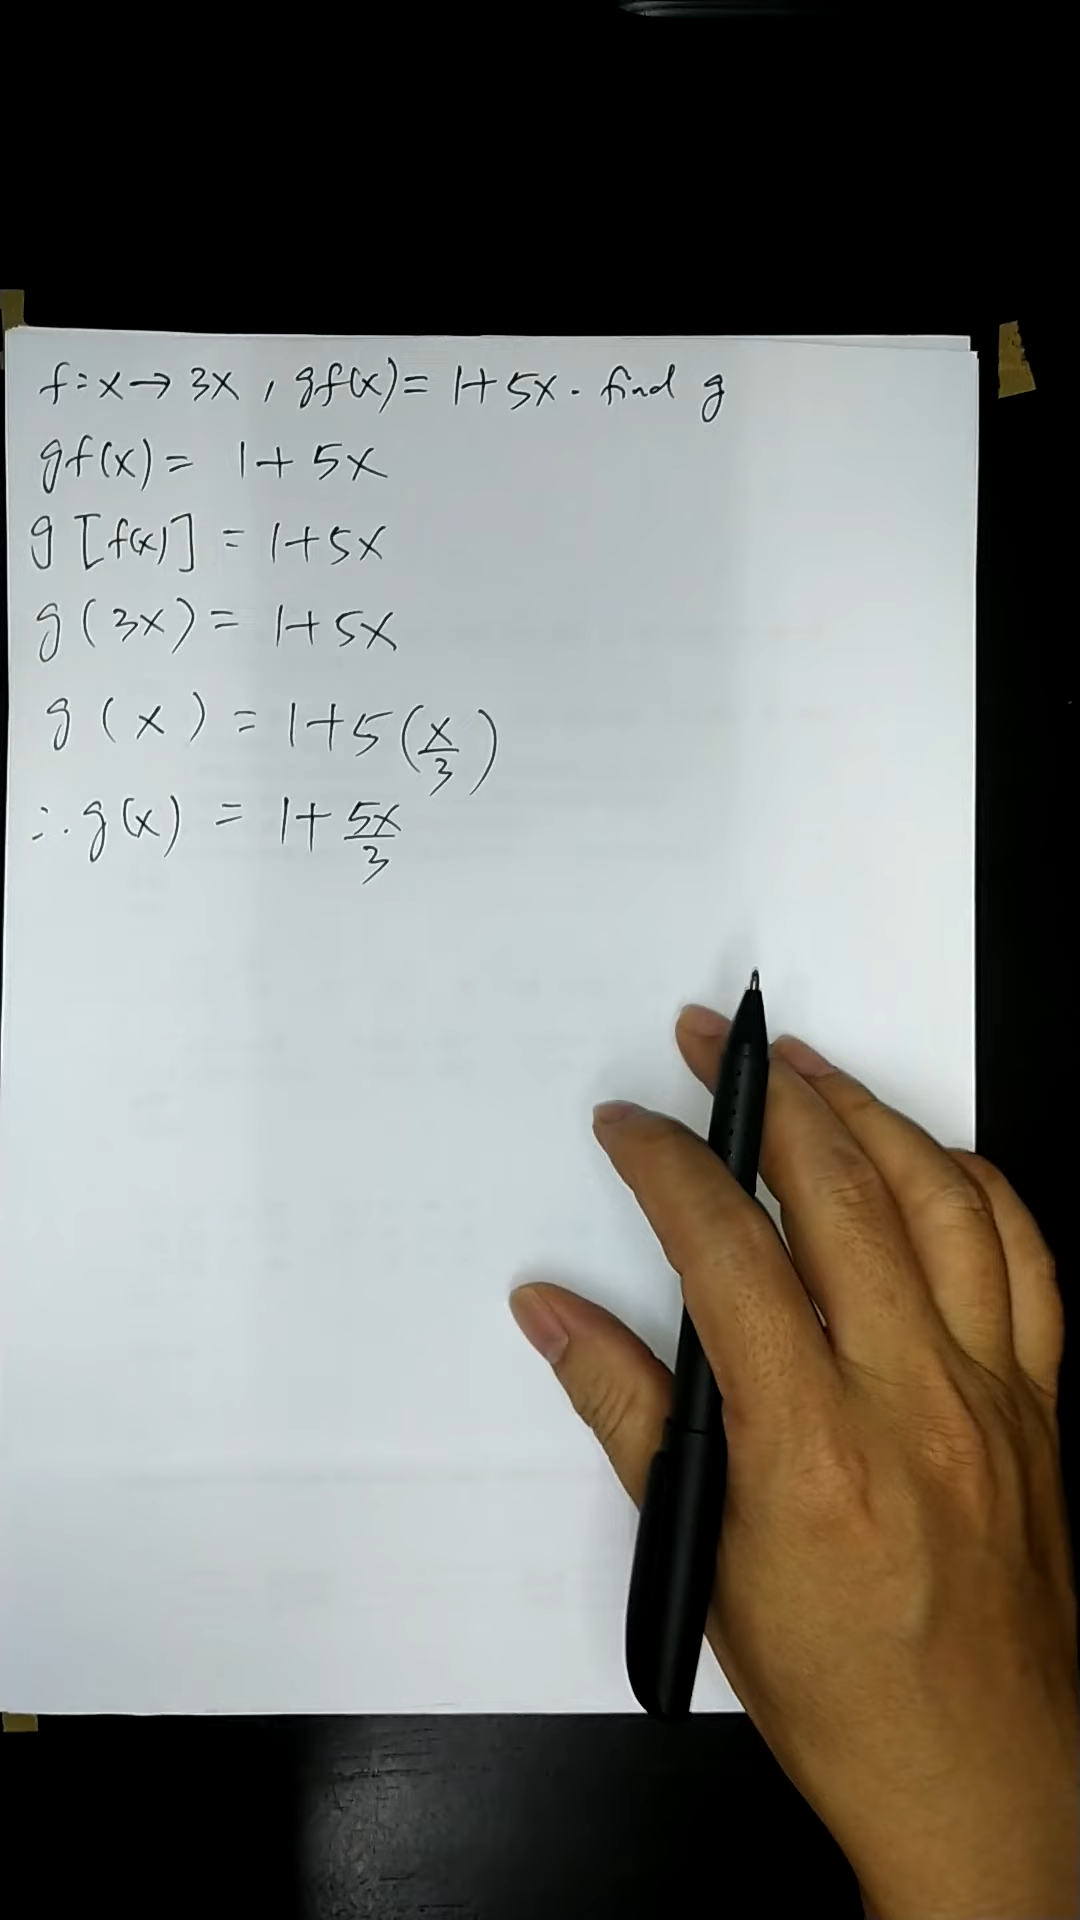 f : x → 3x , gf(x) = 1 + 5x . find g
gf(x) = 1 + 5x
g [f(x)] = 1 + 5x
g (3x) = 1 + 5x
g (x) = 1 + 5 (x/3)
∴ g(x) = 1 + 5x/3